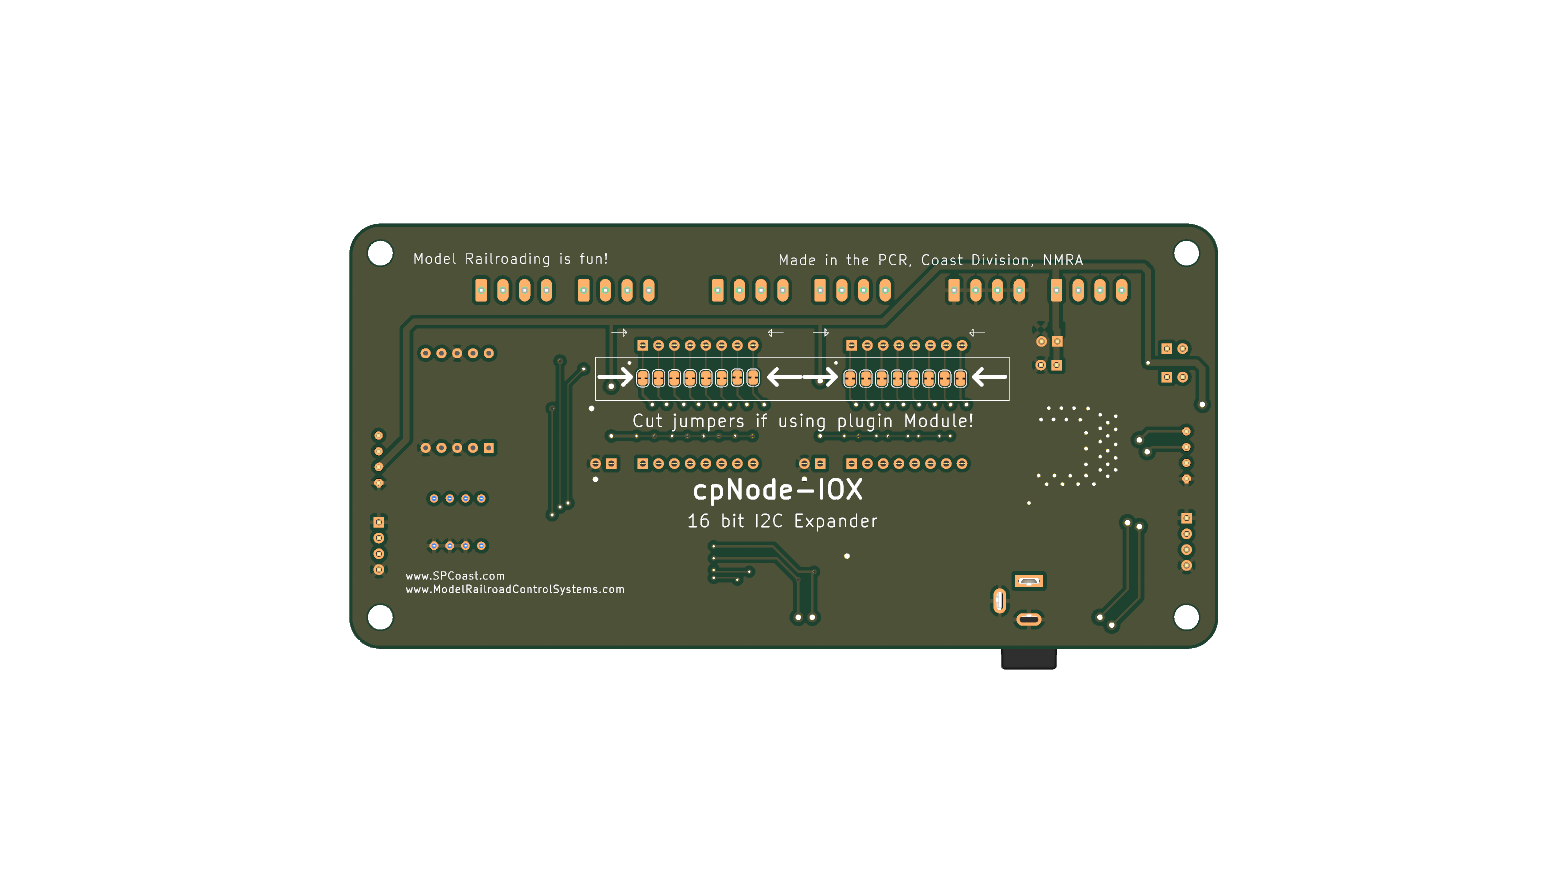 Model Railroading is fun!
Made in the PCR, Coast Division, NMRA
Cut jumpers if using plugin Module!
cpNode-IOX
16 bit I2C Expander
www.SPCoast.com
www.ModelRailroadControlSystems.com